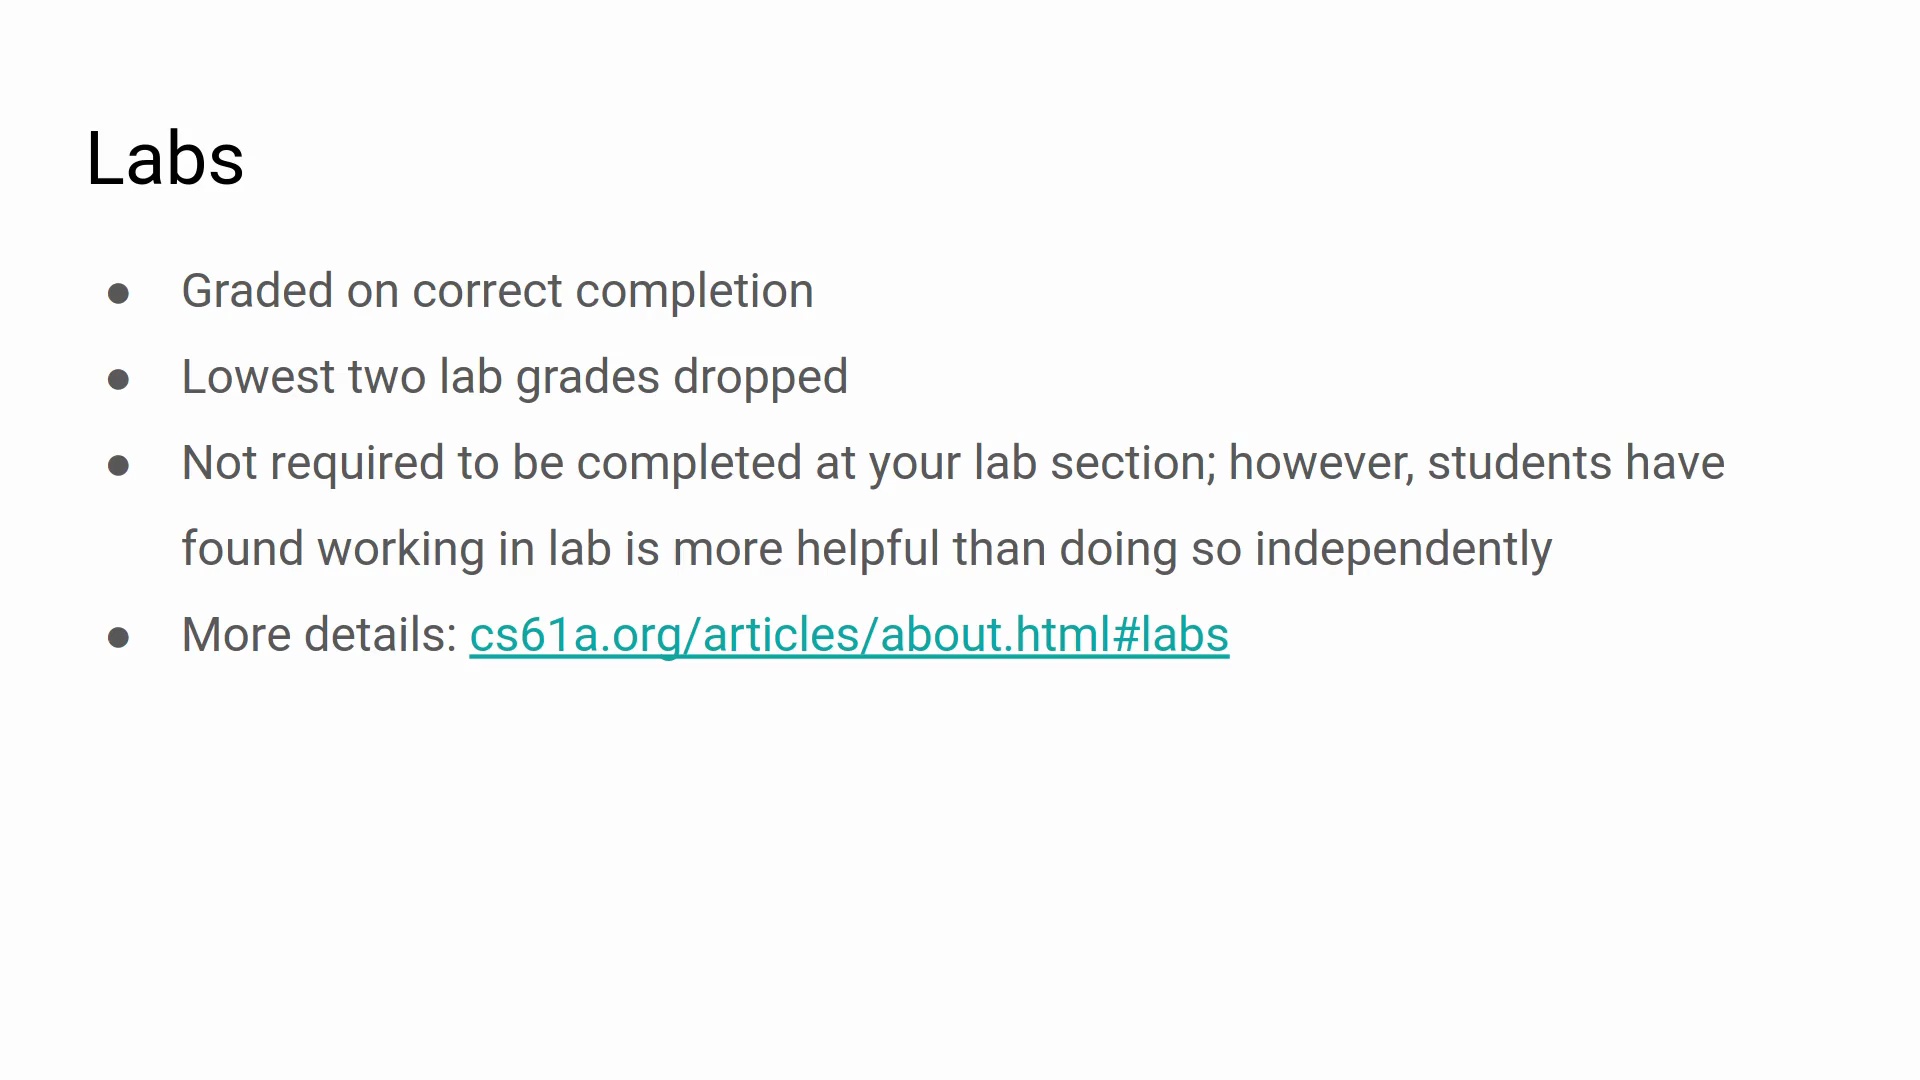 Labs
● Graded on correct completion
● Lowest two lab grades dropped
● Not required to be completed at your lab section; however, students have
found working in lab is more helpful than doing so independently
● More details: cs61a.org/articles/about.html#labs